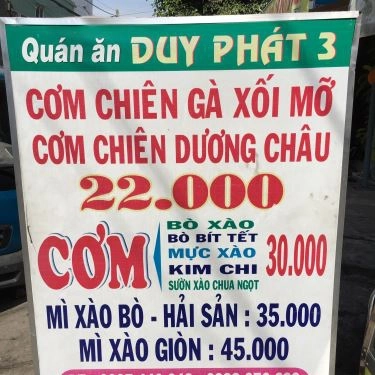 Quán ăn DUY PHÁT 3
CƠM CHIÊN GÀ XỐI MỠ
CƠM CHIÊN DƯƠNG CHÂU
22.000
CƠM
BÒ XÀO
BÒ BÍT TẾT
MỰC XÀO
KIM CHI
SƯỜN XÀO CHUA NGỌT
30.000
MÌ XÀO BÒ - HẢI SẢN : 35.000
MÌ XÀO GIÒN : 45.000